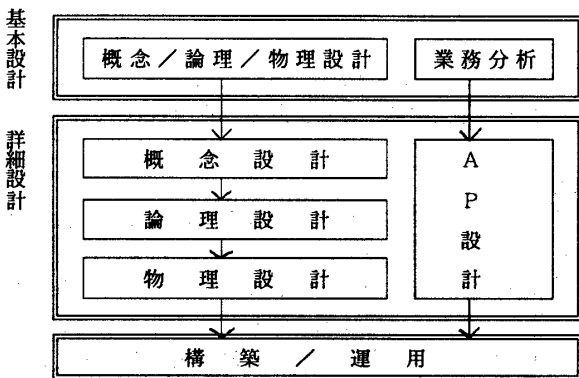 基本設計
概念／論理／物理設計
業務分析
詳細設計
概念設計
論理設計
物理設計
AP設計
構築／運用